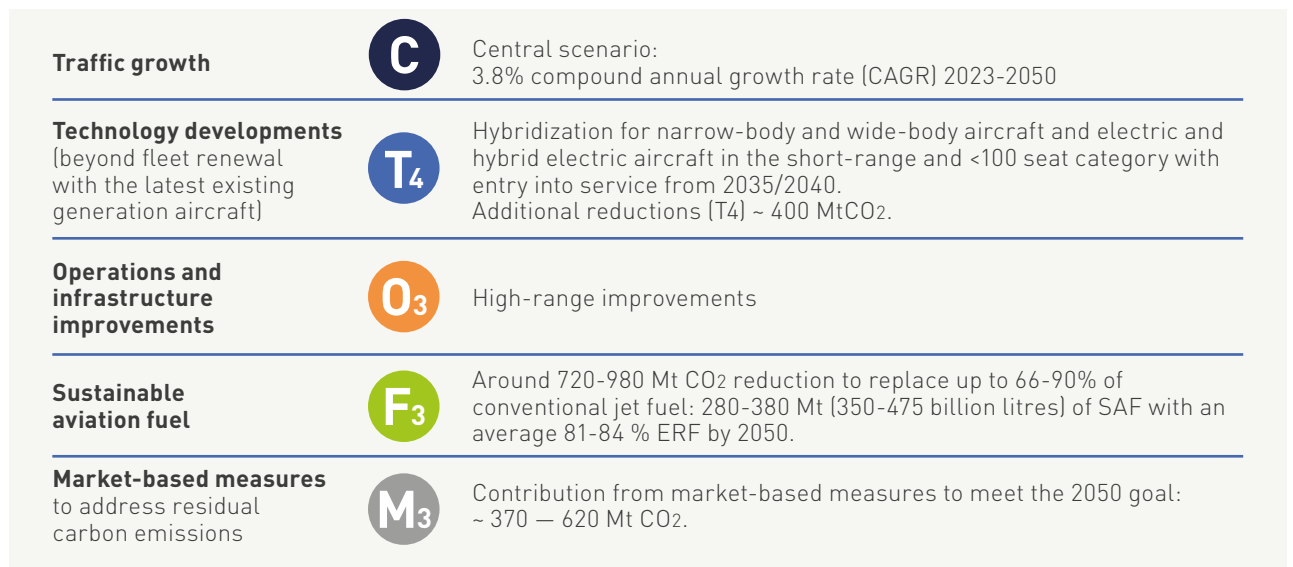 Traffic growth
C
Central scenario:
3.8% compound annual growth rate (CAGR) 2023-2050
Technology developments
(beyond fleet renewal
with the latest existing
generation aircraft)
T4
Hybridization for narrow-body and wide-body aircraft and electric and
hybrid electric aircraft in the short-range and <100 seat category with
entry into service from 2035/2040.
Additional reductions (T4) ~ 400 MtCO2.
Operations and
infrastructure
improvements
O3
High-range improvements
Sustainable
aviation fuel
F3
Around 720-980 Mt CO2 reduction to replace up to 66-90% of
conventional jet fuel: 280-380 Mt (350-475 billion litres) of SAF with an
average 81-84 % ERF by 2050.
Market-based measures
to address residual
carbon emissions
M3
Contribution from market-based measures to meet the 2050 goal:
~ 370 — 620 Mt CO2.